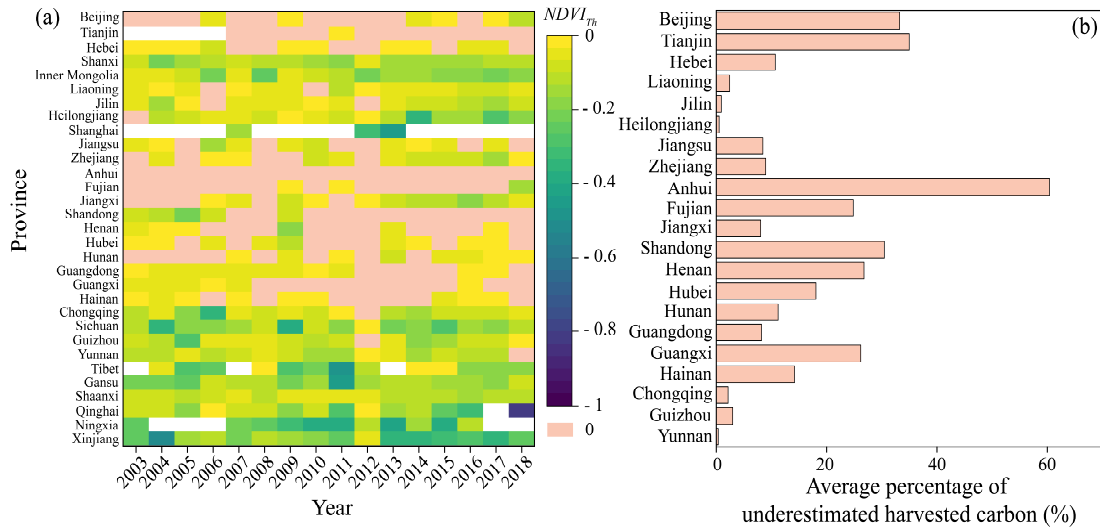 (a)
NDVI_Th
Province
Beijing
Tianjin
Hebei
Shanxi
Inner Mongolia
Liaoning
Jilin
Heilongjiang
Shanghai
Jiangsu
Zhejiang
Anhui
Fujian
Jiangxi
Shandong
Henan
Hubei
Hunan
Guangdong
Guangxi
Hainan
Chongqing
Sichuan
Guizhou
Yunnan
Tibet
Gansu
Shaanxi
Qinghai
Ningxia
Xinjiang
2003 2004 2005 2006 2007 2008 2009 2010 2011 2012 2013 2014 2015 2016 2017 2018
Year
0
- 0.2
- 0.4
- 0.6
- 0.8
- 1
0
(b)
Beijing
Tianjin
Hebei
Liaoning
Jilin
Heilongjiang
Jiangsu
Zhejiang
Anhui
Fujian
Jiangxi
Shandong
Henan
Hubei
Hunan
Guangdong
Guangxi
Hainan
Chongqing
Guizhou
Yunnan
0 20 40 60
Average percentage of
underestimated harvested carbon (%)